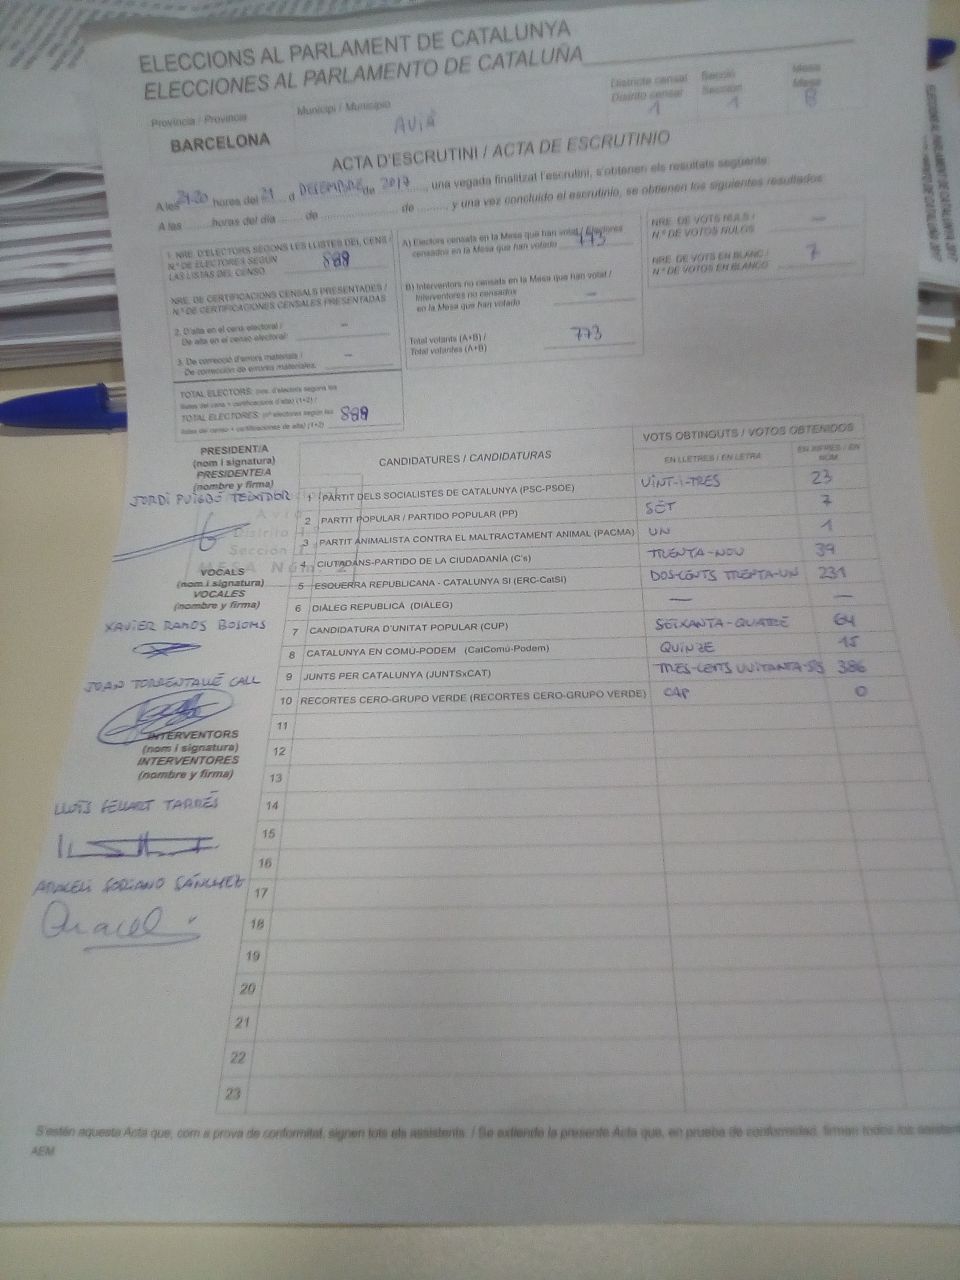 ELECCIONS AL PARLAMENT DE CATALUNYA
ELECCIONES AL PARLAMENTO DE CATALUÑA
Província / Provincia
BARCELONA
Municipi / Municipio
AVIÀ
Districte censal
Distrito censal
1
Secció
Sección
1
Mesa
Mesa
B
ACTA D'ESCRUTINI / ACTA DE ESCRUTINIO
A les 21:20 hores del 21 d DESEMBRE de 2017, una vegada finalitzat l'escrutini, s'obtenen els resultats següents:
A las ........ horas del día ........ de ........ de ........ y una vez concluido el escrutinio, se obtienen los siguientes resultados:
1. NRE. D'ELECTORS SEGONS LES LLISTES DEL CENS /
N.º DE ELECTORES SEGÚN
LAS LISTAS DEL CENSO
889
NRE. DE CERTIFICACIONS CENSALS PRESENTADES /
N.º DE CERTIFICACIONES CENSALES PRESENTADAS
2. D'alta en el cens electoral /
De alta en el censo electoral:
–
3. De correcció d'errors materials /
De corrección de errores materiales:
–
TOTAL ELECTORS: (nre. d'electors segons les
llistes del cens + certificacions d'alta) (1+2) /
TOTAL ELECTORES: (nº electores según las
listas del censo + certificaciones de alta) (1+2)
889
A) Electors censats en la Mesa que han votat / Electores
censados en la Mesa que han votado
773
B) Interventors no censats en la Mesa que han votat /
Interventores no censados
en la Mesa que han votado
–
Total votants (A+B) /
Total votantes (A+B)
773
NRE. DE VOTS NULS /
N.º DE VOTOS NULOS
–
NRE. DE VOTS EN BLANC /
N.º DE VOTOS EN BLANCO
7
PRESIDENT/A
(nom i signatura)
PRESIDENTE/A
(nombre y firma)
VOCALS
(nom i signatura)
VOCALES
(nombre y firma)
XAVIER RAMOS BOSOMS
INTERVENTORS
(nom i signatura)
INTERVENTORES
(nombre y firma)
ARACELI SORIANO SÁNCHEZ
Araceli
Avià
Distrito 1
Sección 1
CANDIDATURES / CANDIDATURAS
VOTS OBTINGUTS / VOTOS OBTENIDOS
EN LLETRES / EN LETRA
EN XIFRES / EN NÚM.
1 PARTIT DELS SOCIALISTES DE CATALUNYA (PSC-PSOE) VINT-I-TRES 23
2 PARTIT POPULAR / PARTIDO POPULAR (PP) SET 7
3 PARTIT ANIMALISTA CONTRA EL MALTRACTAMENT ANIMAL (PACMA) UN 1
4 CIUTADANS-PARTIDO DE LA CIUDADANÍA (C's) TRENTA-NOU 39
5 ESQUERRA REPUBLICANA - CATALUNYA SI (ERC-CatSI) DOS-CENTS TRENTA-UN 231
6 DIÀLEG REPUBLICÀ (DIÀLEG) — —
7 CANDIDATURA D'UNITAT POPULAR (CUP) SEIXANTA-QUATRE 64
8 CATALUNYA EN COMÚ-PODEM (CatComú-Podem) QUINZE 15
9 JUNTS PER CATALUNYA (JUNTSxCAT) TRES-CENTS VUITANTA-SIS 386
10 RECORTES CERO-GRUPO VERDE (RECORTES CERO-GRUPO VERDE) CAP 0
11
12
13
14
15
16
17
18
19
20
21
22
23
S'estén aquesta Acta que, com a prova de conformitat, signen tots els assistents. / Se extiende la presente Acta que, en prueba de conformidad, firman todos los
AEM